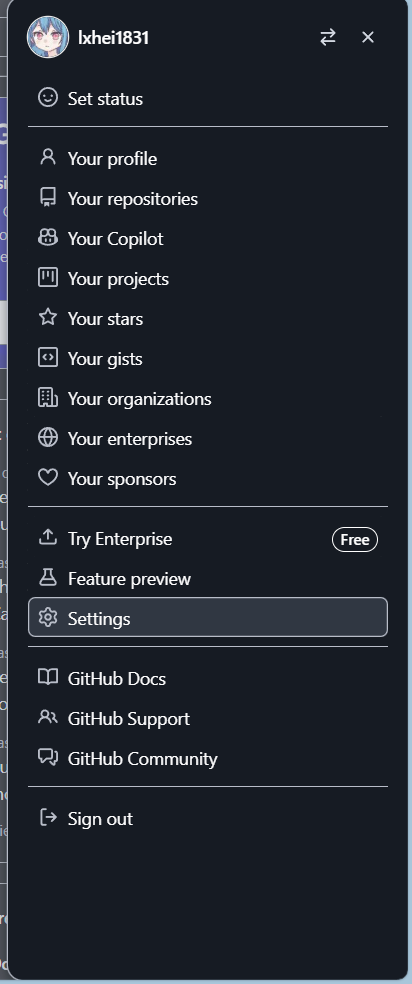 lxhei1831
Set status
Your profile
Your repositories
Your Copilot
Your projects
Your stars
Your gists
Your organizations
Your enterprises
Your sponsors
Try Enterprise
Free
Feature preview
Settings
GitHub Docs
GitHub Support
GitHub Community
Sign out